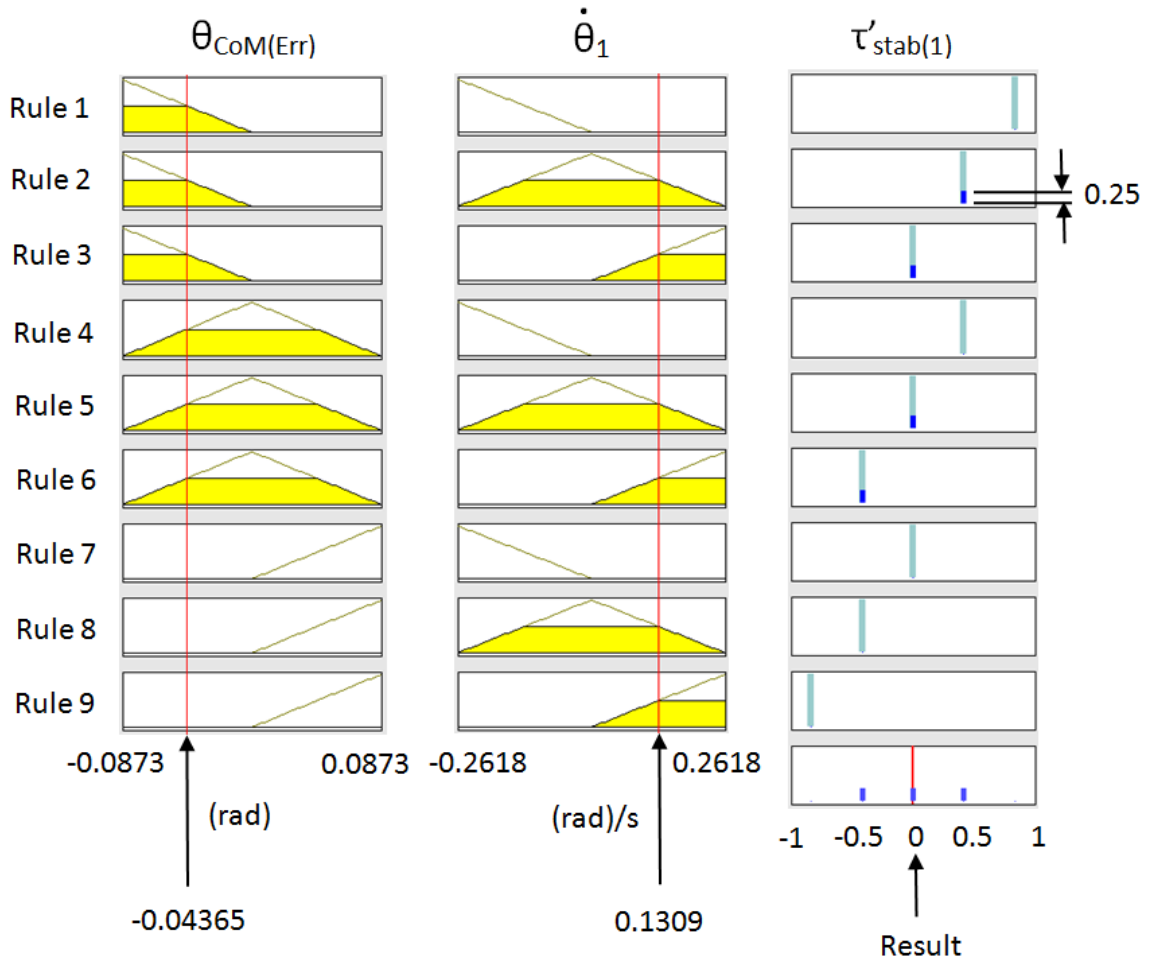 θCoM(Err) θ̇1 τ’stab(1)
Rule 1
Rule 2
0.25
Rule 3
Rule 4
Rule 5
Rule 6
Rule 7
Rule 8
Rule 9
-0.0873 0.0873 -0.2618 0.2618
(rad) (rad)/s
-1 -0.5 0 0.5 1
-0.04365 0.1309
Result